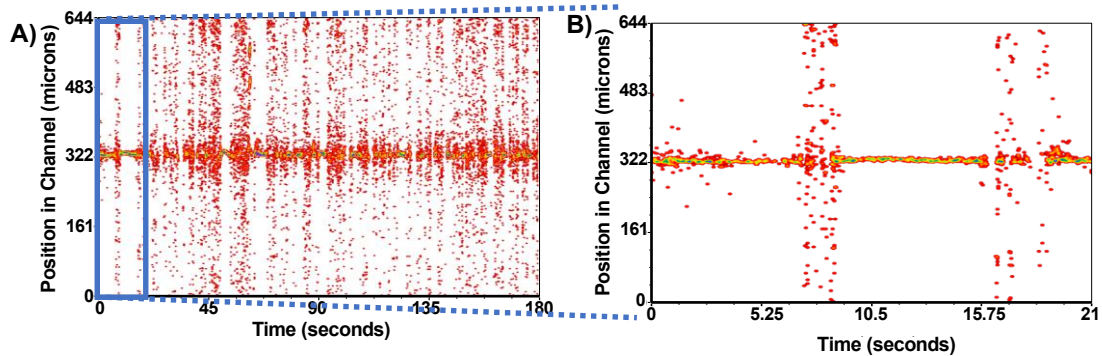 A)
Position in Channel (microns)
644
483
322
161
0
0 45 90 135 180
Time (seconds)
B)
Position in Channel (microns)
644
483
322
161
0
0 5.25 10.5 15.75 21
Time (seconds)